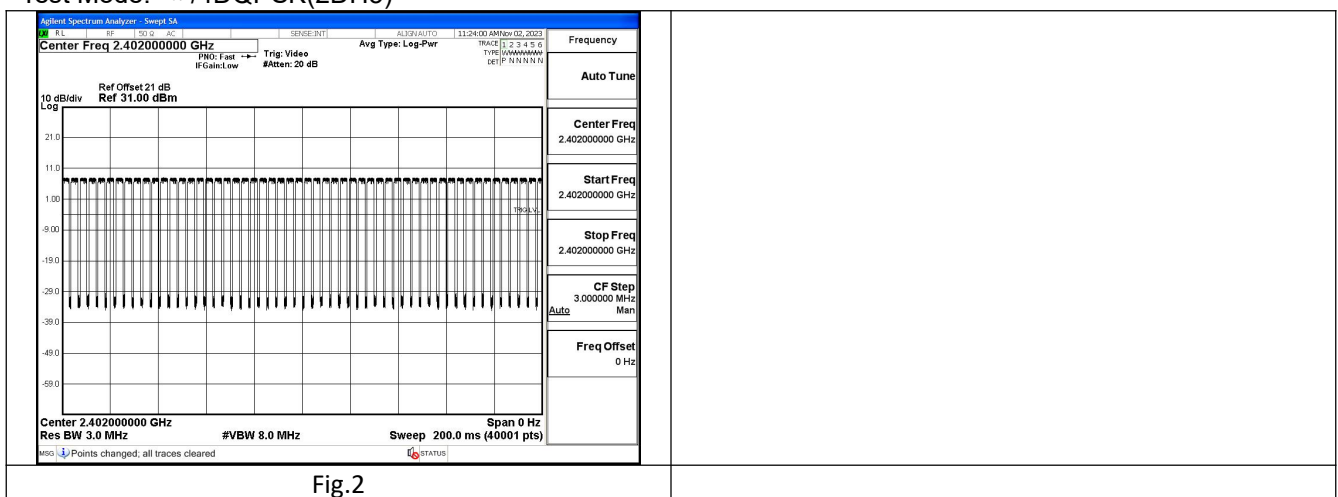 Agilent Spectrum Analyzer - Swept SA
RL RF 50 Ω AC SENSE:INT ALIGNAUTO 11:24:00 AM Nov 02, 2023
Center Freq 2.402000000 GHz
PNO: Fast
IFGain:Low
Trig: Video
#Atten: 20 dB
Avg Type: Log-Pwr
TRACE 1 2 3 4 5 6
TYPE
DET P N N N N N
Ref Offset 21 dB
10 dB/div Ref 31.00 dBm
Log
21.0
11.0
1.00
-9.00
-19.0
-29.0
-39.0
-49.0
-59.0
TRIG LVL
Center 2.402000000 GHz Span 0 Hz
Res BW 3.0 MHz #VBW 8.0 MHz Sweep 200.0 ms (40001 pts)
MSG Points changed; all traces cleared STATUS
Frequency
Auto Tune
Center Freq
2.402000000 GHz
Start Freq
2.402000000 GHz
Stop Freq
2.402000000 GHz
CF Step
3.000000 MHz
Auto Man
Freq Offset
0 Hz
Fig.2